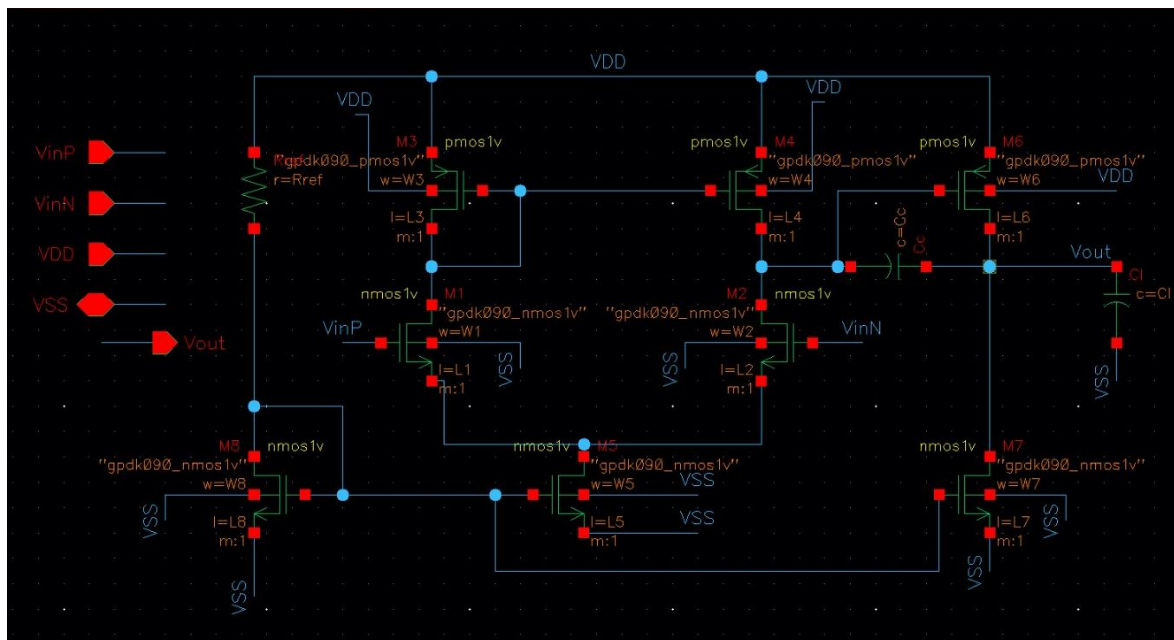 VDD
VDD
VDD
M3
pmos1v
"gpdk090_pmos1v"
w=W3
l=L3
m:1
pmos1v
M4
"gpdk090_pmos1v"
w=W4
l=L4
m:1
pmos1v
M6
"gpdk090_pmos1v"
w=W6
VDD
l=L6
m:1
VinP
VinN
VDD
VSS
Vout
r=Rref
c=Cc
Cc
Vout
Cl
c=Cl
VSS
nmos1v
M1
"gpdk090_nmos1v"
w=W1
VinP
VSS
l=L1
m:1
M2
nmos1v
"gpdk090_nmos1v"
w=W2
VinN
VSS
l=L2
m:1
M8
nmos1v
"gpdk090_nmos1v"
w=W8
VSS
l=L8
m:1
VSS
nmos1v
M5
"gpdk090_nmos1v"
w=W5
VSS
VSS
l=L5
m:1
nmos1v
M7
"gpdk090_nmos1v"
w=W7
VSS
l=L7
m:1
VSS